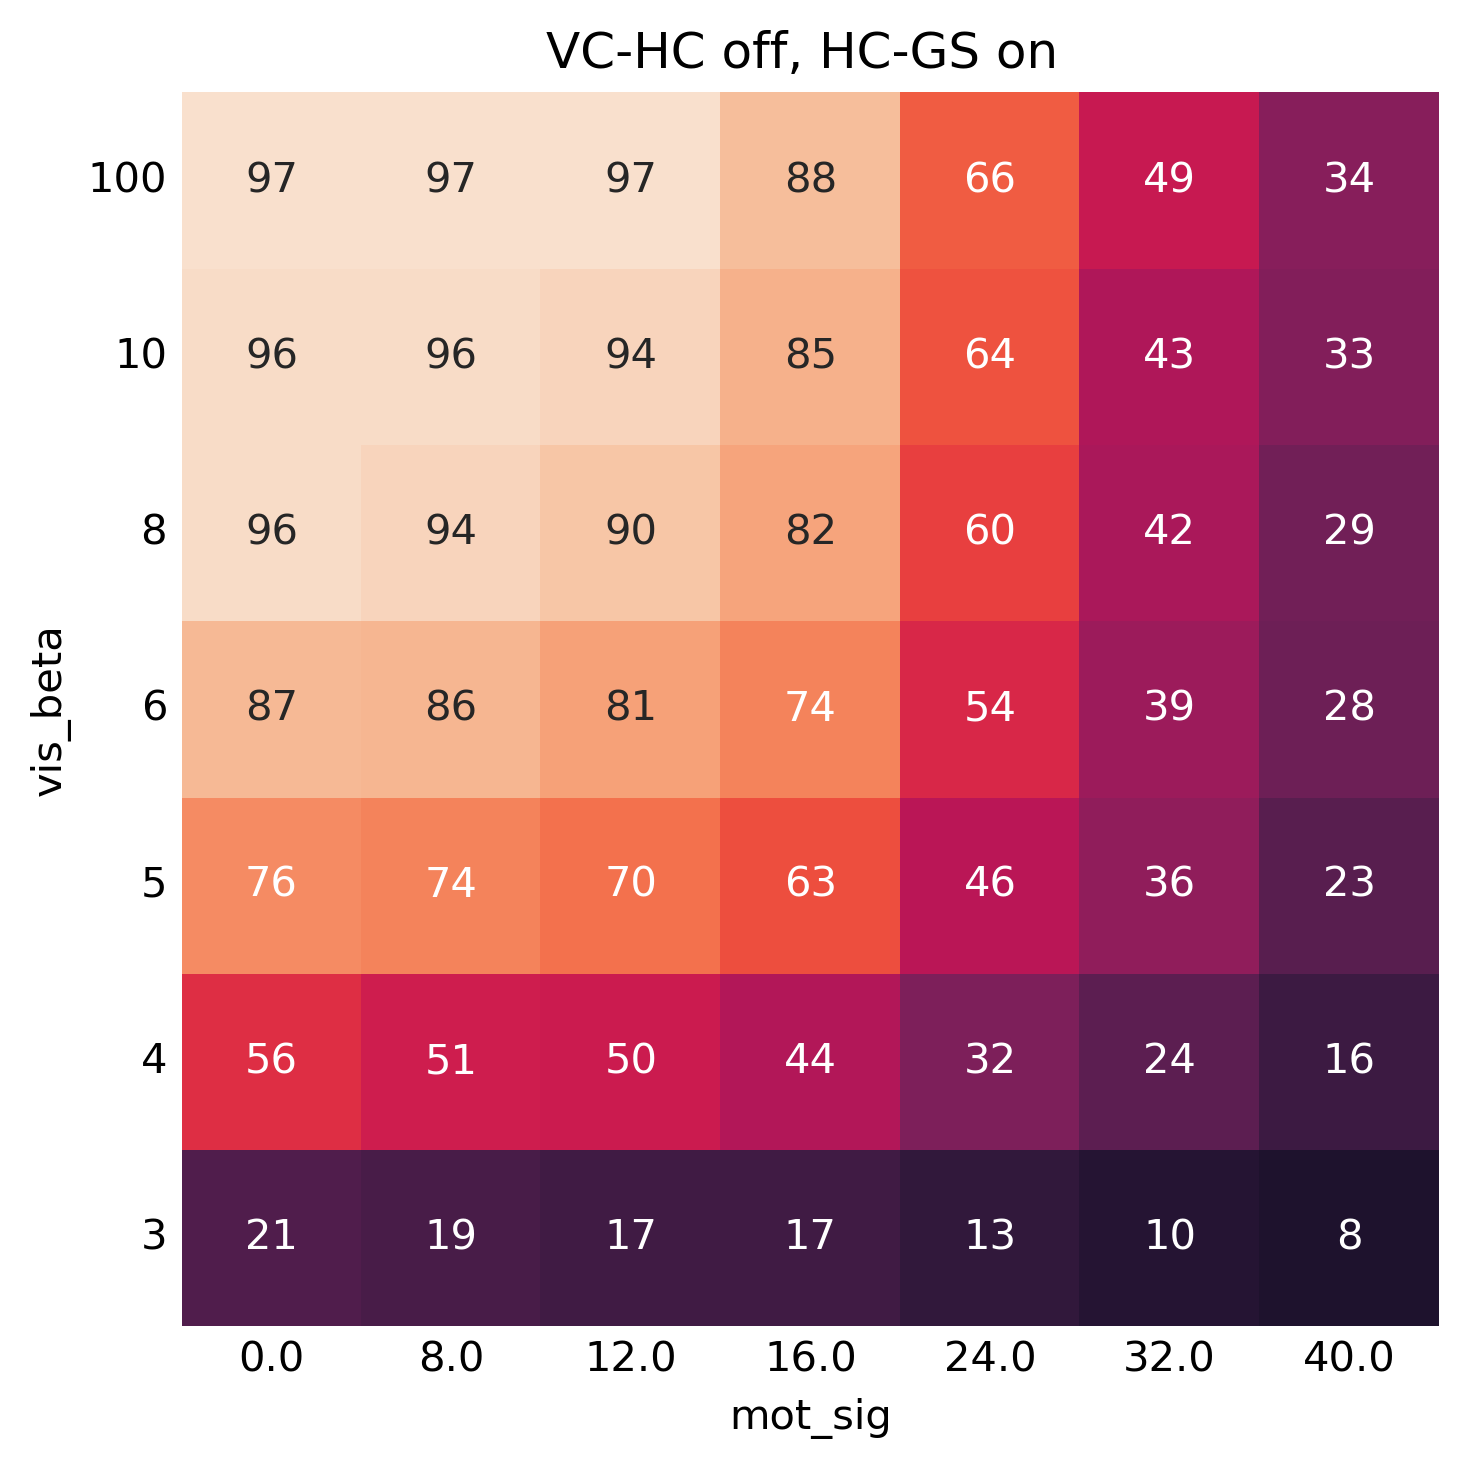 VC-HC off, HC-GS on
100 97 97 97 88 66 49 34
10 96 96 94 85 64 43 33
8 96 94 90 82 60 42 29
vis_beta
6 87 86 81 74 54 39 28
5 76 74 70 63 46 36 23
4 56 51 50 44 32 24 16
3 21 19 17 17 13 10 8
0.0 8.0 12.0 16.0 24.0 32.0 40.0
mot_sig